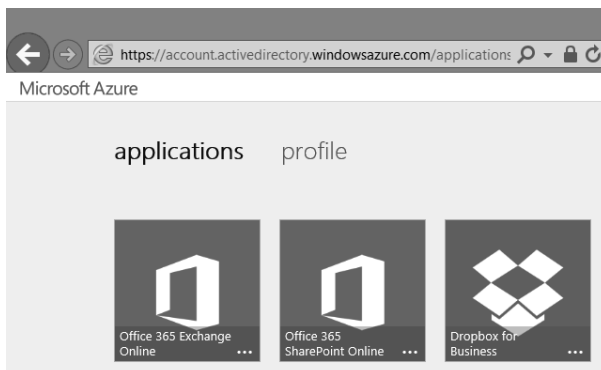 https://account.activedirectory.windowsazure.com/applications
Microsoft Azure
applications profile
Office 365 Exchange Online ...
Office 365 SharePoint Online ...
Dropbox for Business ...